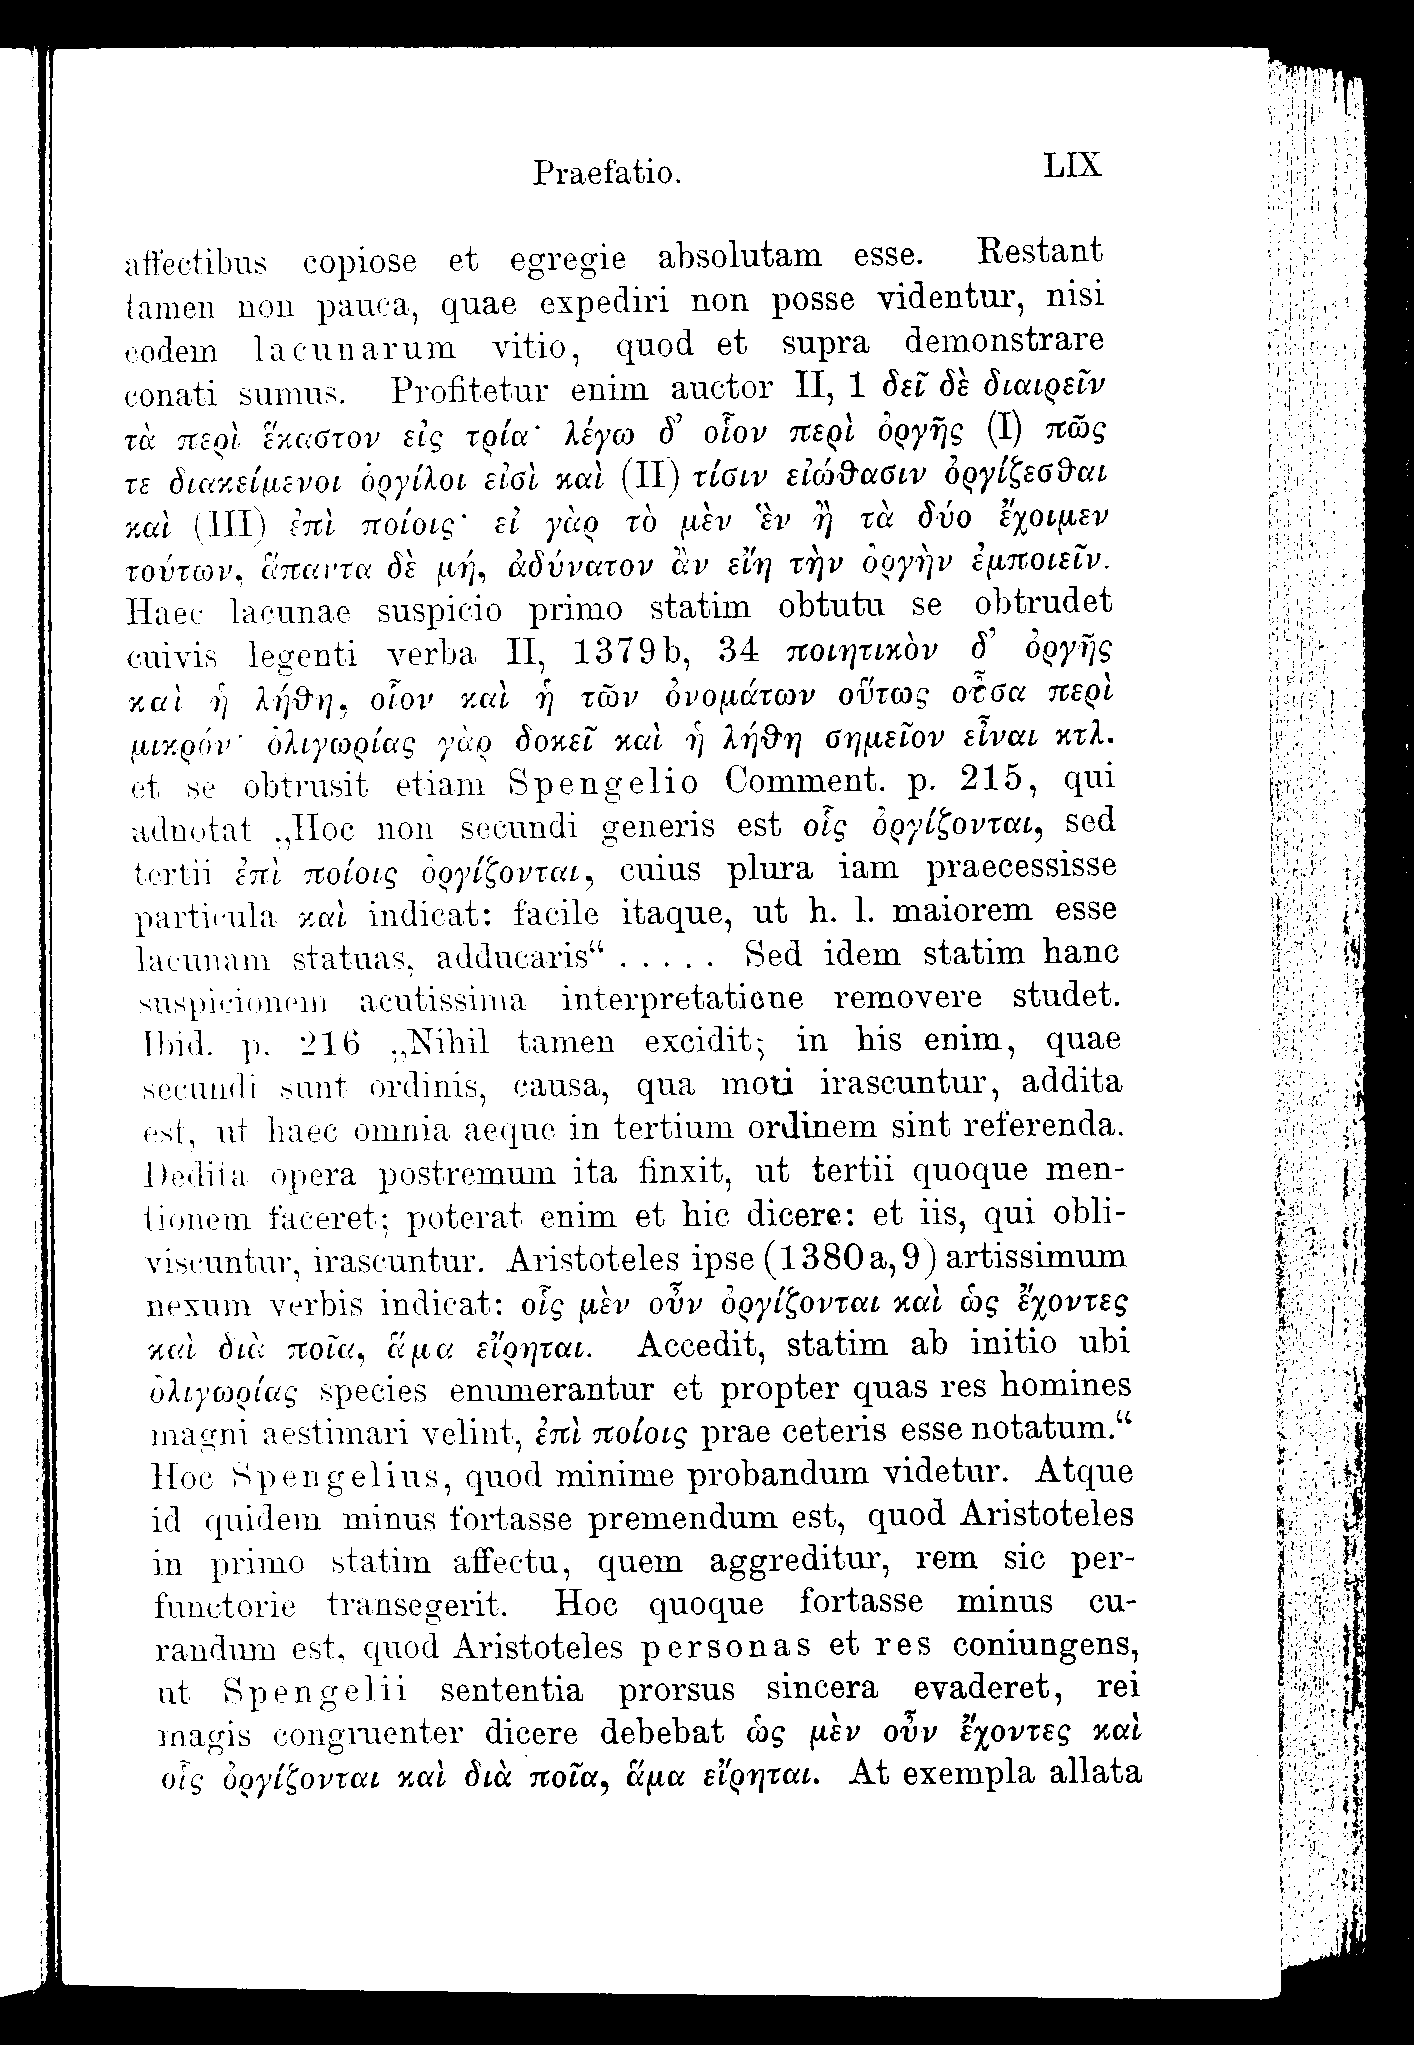 Praefatio. LIX
affectibus copiose et egregie absolutam esse. Restant
tamen non pauca, quae expediri non posse videntur, nisi
eodem lacunarum vitio, quod et supra demonstrare
conati sumus. Profitetur enim auctor II, 1 δεῖ δὲ διαιρεῖν
τὰ περὶ ἕκαστον εἰς τρία· λέγω δ’ οἷον περὶ ὀργῆς (I) πῶς
τε διακείμενοι ὀργίλοι εἰσὶ καὶ (II) τίσιν εἰώθασιν ὀργίζεσθαι
καὶ (III) ἐπὶ ποίοις· εἰ γὰρ τὸ μὲν ἓν ἢ τὰ δύο ἔχοιμεν
τούτων, ἅπαντα δὲ μή, ἀδύνατον ἂν εἴη τὴν ὀργὴν ἐμποιεῖν.
Haec lacunae suspicio primo statim obtutu se obtrudet
cuivis legenti verba II, 1379b, 34 ποιητικὸν δ’ ὀργῆς
καὶ ἡ λήθη, οἷον καὶ ἡ τῶν ὀνομάτων οὕτως οὖσα περὶ
μικρόν· ὀλιγωρίας γὰρ δοκεῖ καὶ ἡ λήθη σημεῖον εἶναι κτλ.
et se obtrusit etiam Spengelio Comment. p. 215, qui
adnotat „Hoc non secundi generis est οἷς ὀργίζονται, sed
tertii ἐπὶ ποίοις ὀργίζονται, cuius plura iam praecessisse
particula καὶ indicat: facile itaque, ut h. l. maiorem esse
lacunam statuas, adducaris“ . . . . . Sed idem statim hanc
suspicionem acutissima interpretatione removere studet.
Ibid. p. 216 „Nihil tamen excidit; in his enim, quae
secundi sunt ordinis, causa, qua moti irascuntur, addita
est, ut haec omnia aeque in tertium ordinem sint referenda.
Dedita opera postremum ita finxit, ut tertii quoque men-
tionem faceret; poterat enim et hic dicere: et iis, qui obli-
viscuntur, irascuntur. Aristoteles ipse (1380a, 9) artissimum
nexum verbis indicat: οἷς μὲν οὖν ὀργίζονται καὶ ὡς ἔχοντες
καὶ διὰ ποῖα, ἅμα εἴρηται. Accedit, statim ab initio ubi
ὀλιγωρίας species enumerantur et propter quas res homines
magni aestimari velint, ἐπὶ ποίοις prae ceteris esse notatum.“
Hoc Spengelius, quod minime probandum videtur. Atque
id quidem minus fortasse premendum est, quod Aristoteles
in primo statim affectu, quem aggreditur, rem sic per-
functorie transegerit. Hoc quoque fortasse minus cu-
randum est, quod Aristoteles personas et res coniungens,
ut Spengelii sententia prorsus sincera evaderet, rei
magis congruenter dicere debebat ὡς μὲν οὖν ἔχοντες καὶ
οἷς ὀργίζονται καὶ διὰ ποῖα, ἅμα εἴρηται. At exempla allata